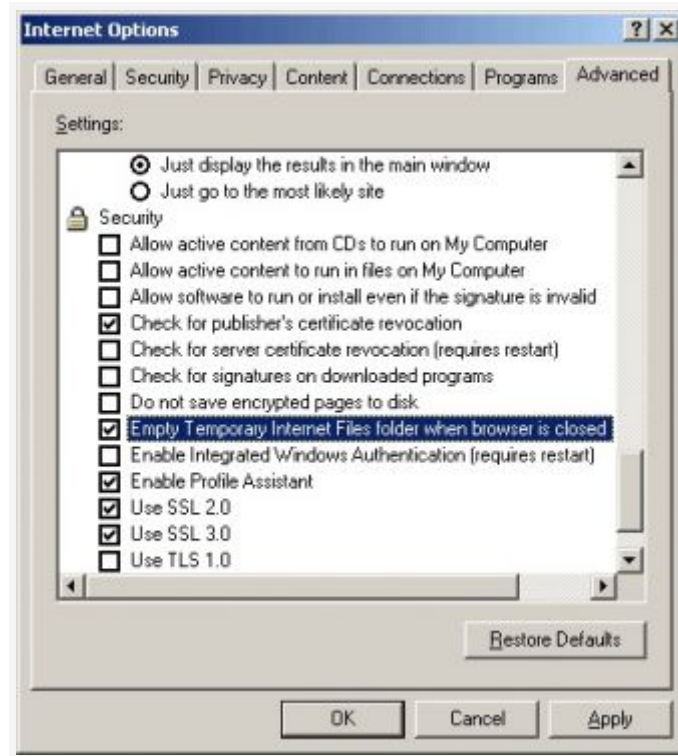 Internet Options
General Security Privacy Content Connections Programs Advanced
Settings:
Just display the results in the main window
Just go to the most likely site
Security
Allow active content from CDs to run on My Computer
Allow active content to run in files on My Computer
Allow software to run or install even if the signature is invalid
Check for publisher's certificate revocation
Check for server certificate revocation (requires restart)
Check for signatures on downloaded programs
Do not save encrypted pages to disk
Empty Temporary Internet Files folder when browser is closed
Enable Integrated Windows Authentication (requires restart)
Enable Profile Assistant
Use SSL 2.0
Use SSL 3.0
Use TLS 1.0
Restore Defaults
OK Cancel Apply